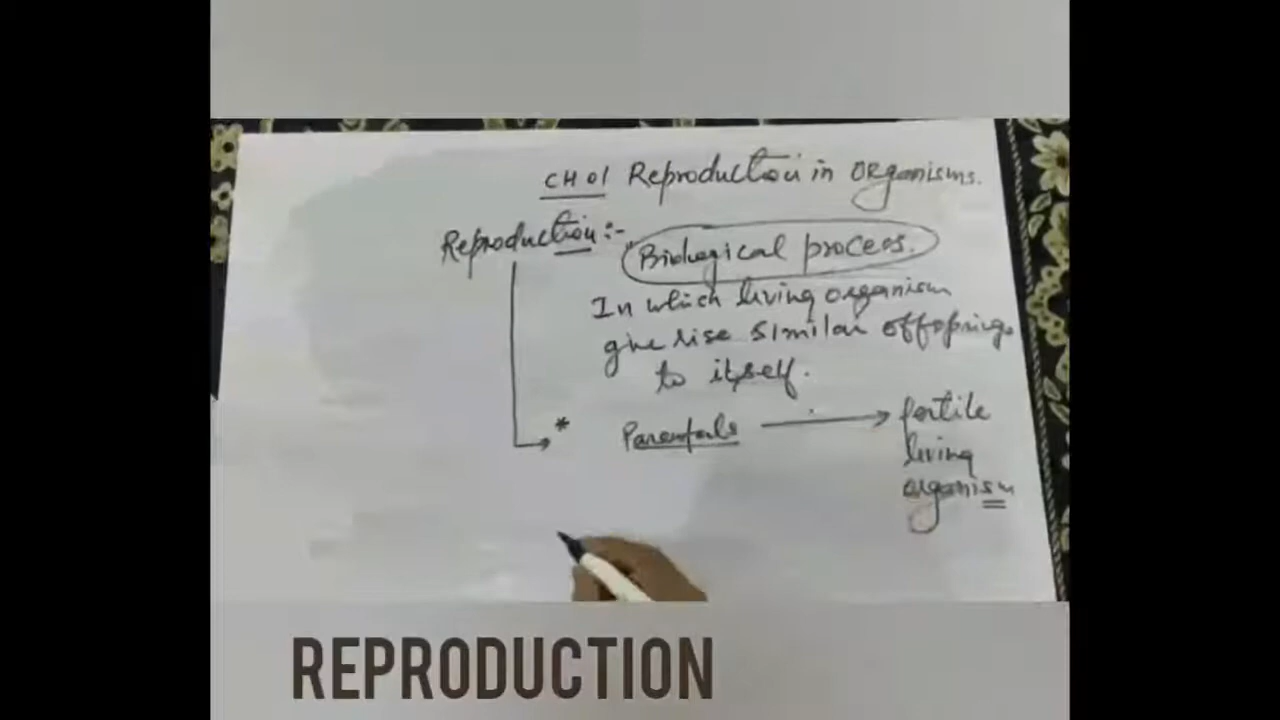 CH 01 Reproduction in ORganisms.
Reproduction :-
Biological process.
In which living organism
give rise similar offsprings
to itself.
* Parentals → fertile
living
organism
REPRODUCTION